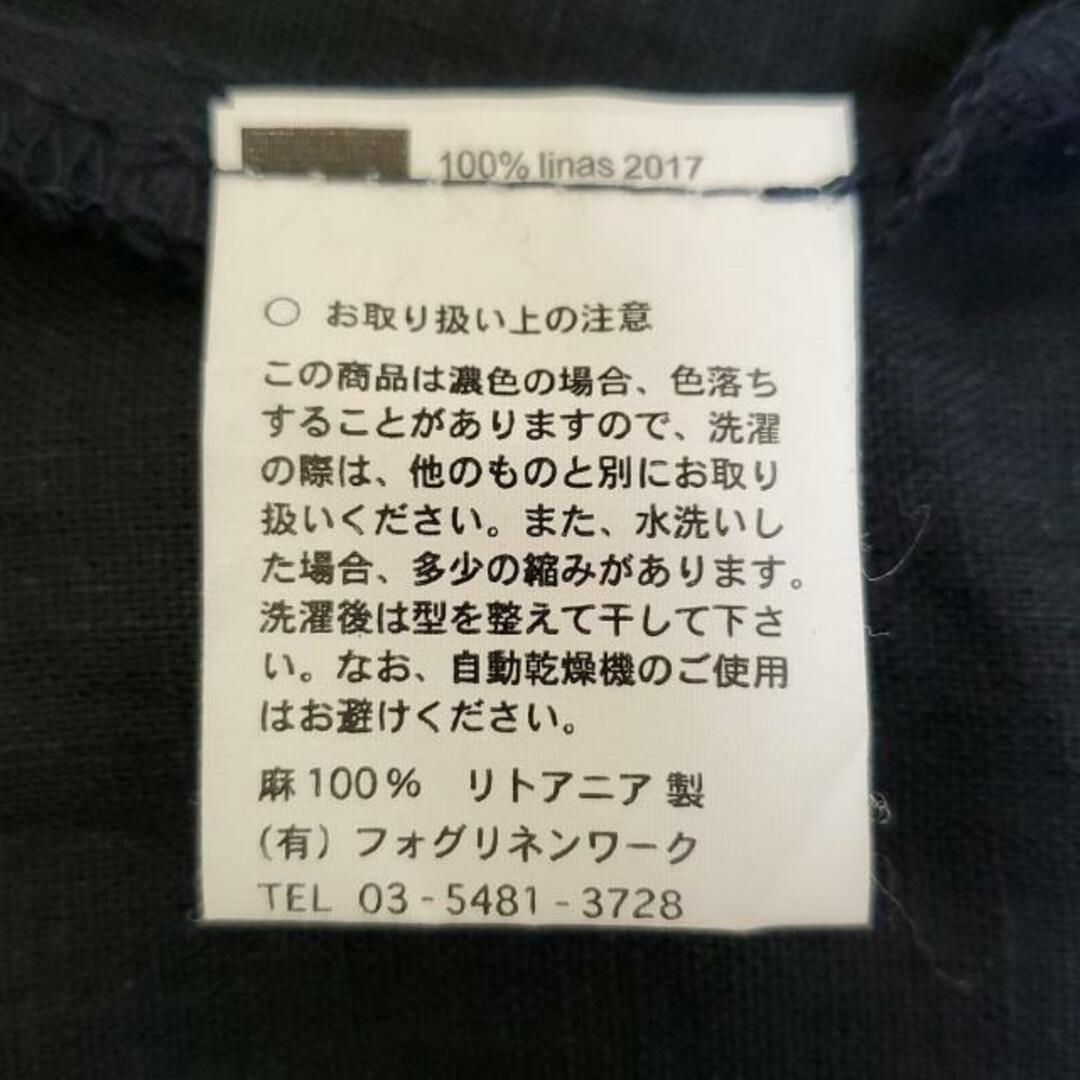 100% linas 2017
○ お取り扱い上の注意
この商品は濃色の場合、色落ち
することがありますので、洗濯
の際は、他のものと別にお取り
扱いください。また、水洗いし
た場合、多少の縮みがあります。
洗濯後は型を整えて干して下さ
い。なお、自動乾燥機のご使用
はお避けください。
麻100% リトアニア製
(有)フォグリネンワーク
TEL 03-5481-3728